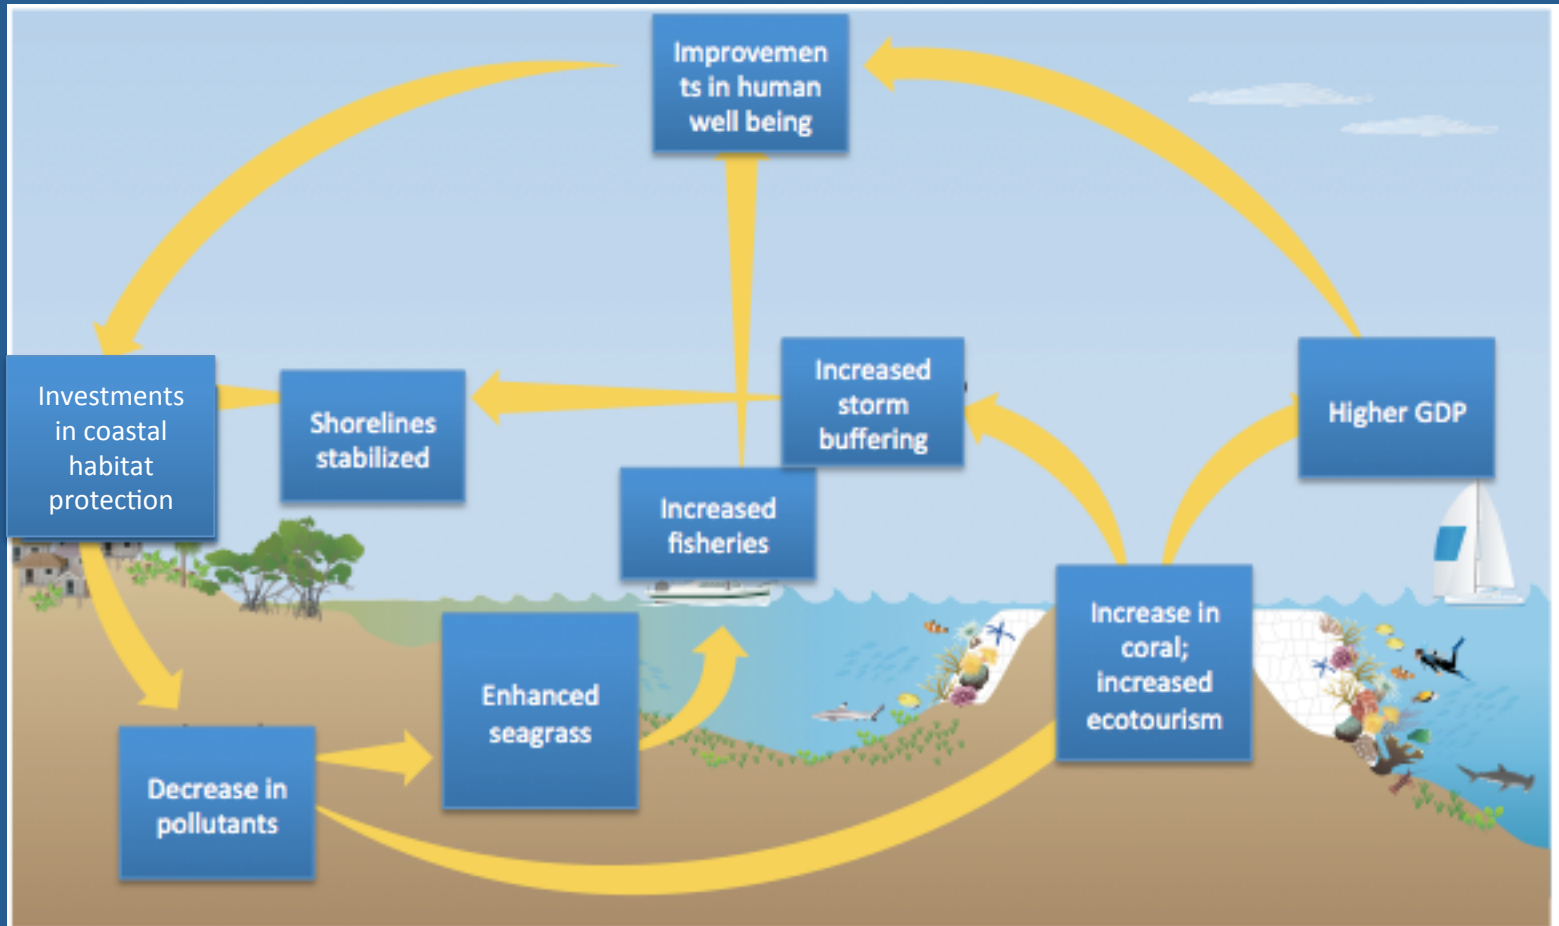 Improvemen
ts in human
well being
Increased
storm
buffering
Higher GDP
Investments
in coastal
habitat
protection
Shorelines
stabilized
Increased
fisheries
Increase in
coral;
increased
ecotourism
Enhanced
seagrass
Decrease in
pollutants